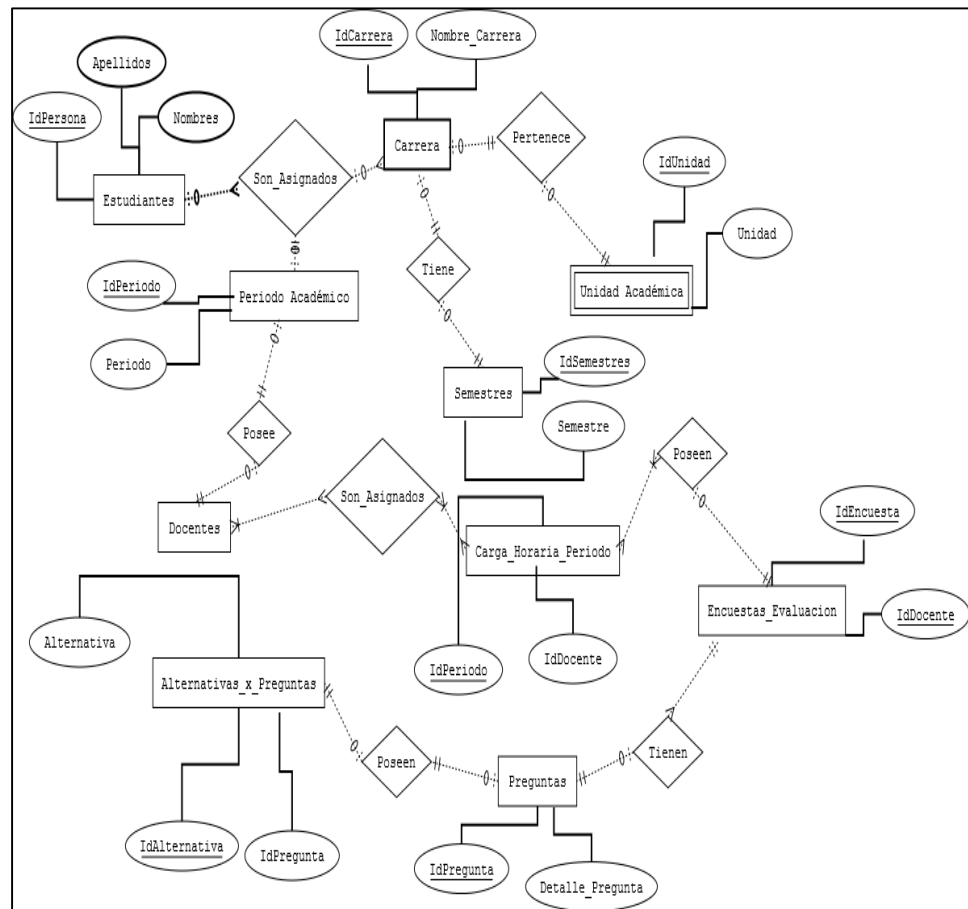 IdCarrera
Nombre_Carrera
Apellidos
IdPersona
Nombres
Carrera
Pertenece
Son_Asignados
IdUnidad
Estudiantes
Unidad
Tiene
IdPeriodo
Periodo Académico
Unidad Académica
Periodo
IdSemestres
Semestres
Semestre
Posee
Poseen
Son_Asignados
IdEncuesta
Docentes
Carga_Horaria_Periodo
Encuestas_Evaluacion
IdDocente
Alternativa
IdPeriodo
IdDocente
Alternativas_x_Preguntas
Tienen
Poseen
Preguntas
IdAlternativa
IdPregunta
IdPregunta
Detalle_Pregunta